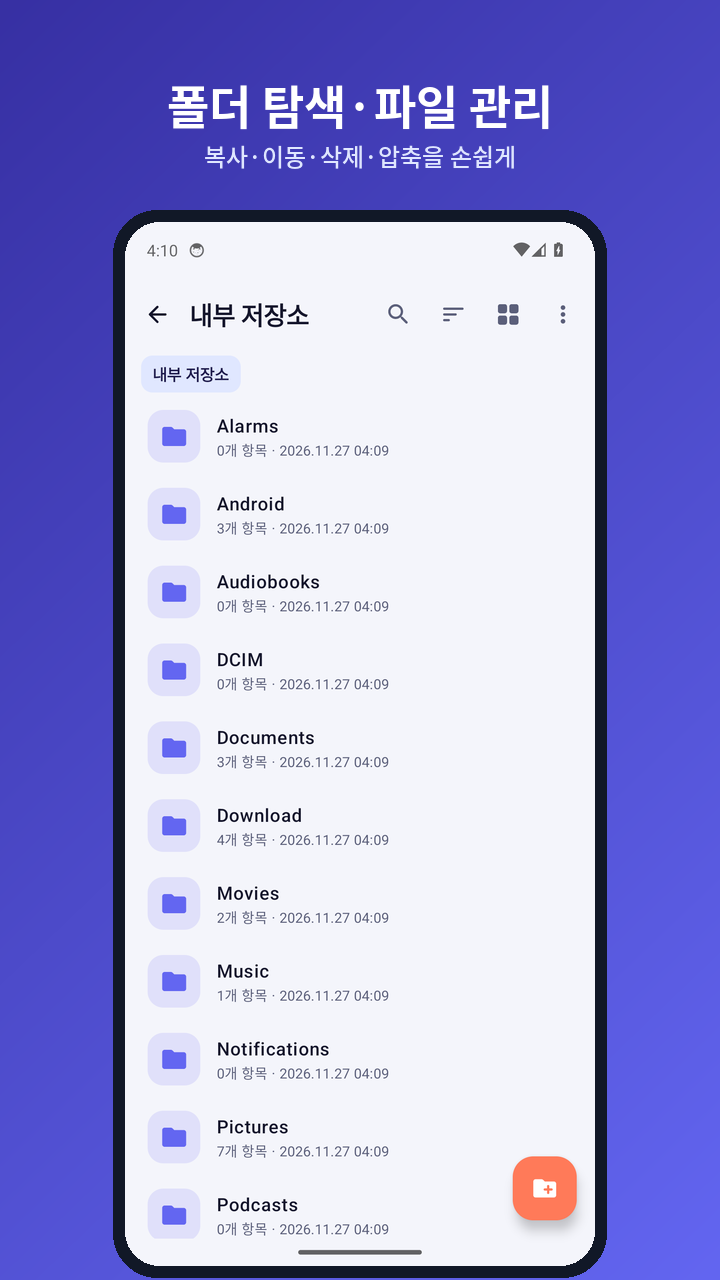 폴더 탐색·파일 관리
복사·이동·삭제·압축을 손쉽게
4:10
내부 저장소
내부 저장소
Alarms
0개 항목 · 2026.11.27 04:09
Android
3개 항목 · 2026.11.27 04:09
Audiobooks
0개 항목 · 2026.11.27 04:09
DCIM
0개 항목 · 2026.11.27 04:09
Documents
3개 항목 · 2026.11.27 04:09
Download
4개 항목 · 2026.11.27 04:09
Movies
2개 항목 · 2026.11.27 04:09
Music
1개 항목 · 2026.11.27 04:09
Notifications
0개 항목 · 2026.11.27 04:09
Pictures
7개 항목 · 2026.11.27 04:09
Podcasts
0개 항목 · 2026.11.27 04:09